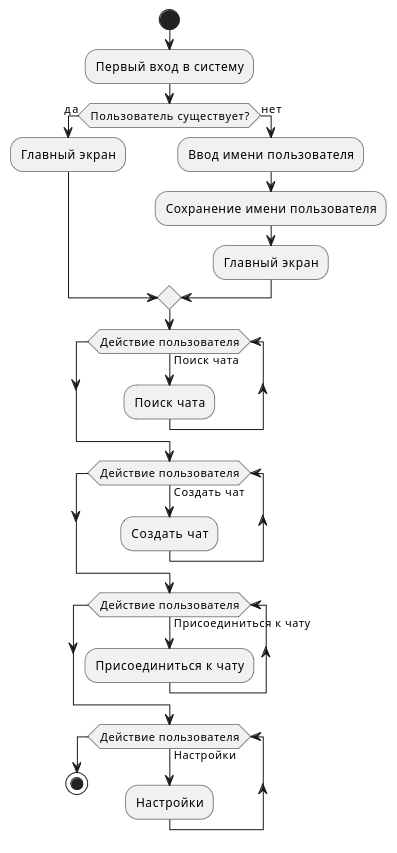 Первый вход в систему
да
Пользователь существует?
нет
Главный экран
Ввод имени пользователя
Сохранение имени пользователя
Главный экран
Действие пользователя
Поиск чата
Поиск чата
Действие пользователя
Создать чат
Создать чат
Действие пользователя
Присоединиться к чату
Присоединиться к чату
Действие пользователя
Настройки
Настройки